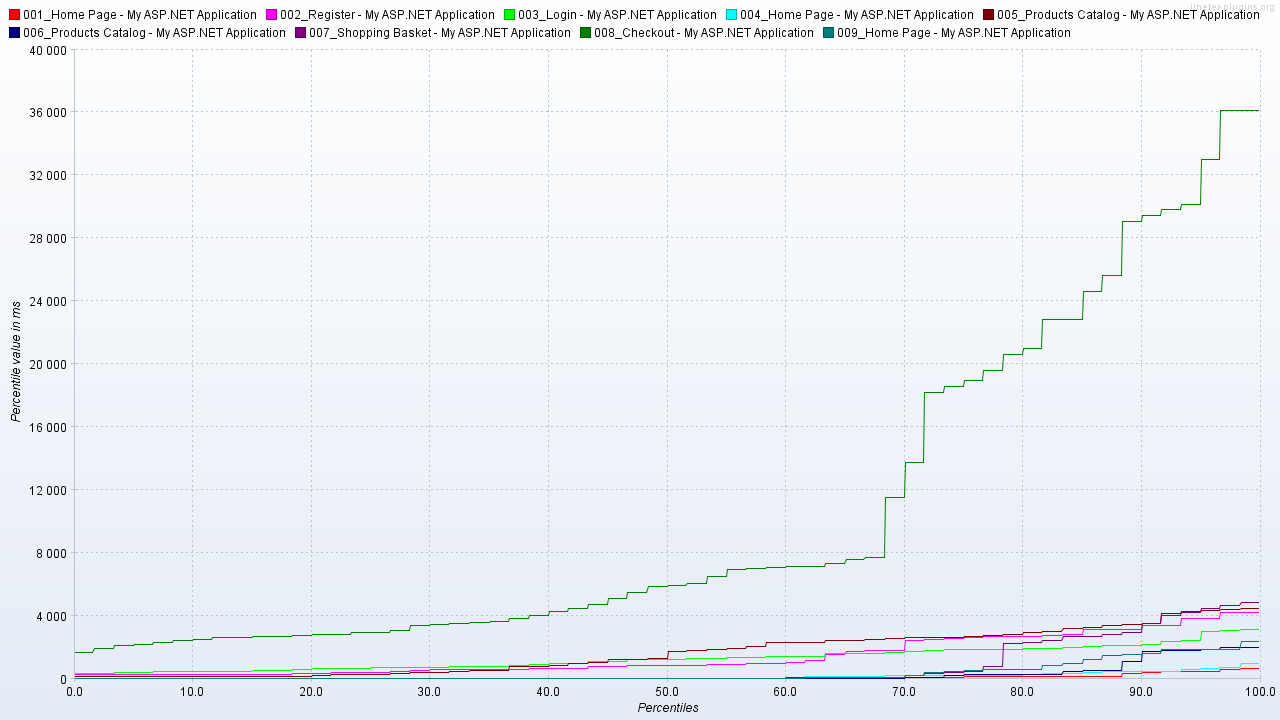 jmeter-plugins.org
001_Home Page - My ASP.NET Application 002_Register - My ASP.NET Application 003_Login - My ASP.NET Application 004_Home Page - My ASP.NET Application 005_Products Catalog - My ASP.NET Application
006_Products Catalog - My ASP.NET Application 007_Shopping Basket - My ASP.NET Application 008_Checkout - My ASP.NET Application 009_Home Page - My ASP.NET Application
40 000
36 000
32 000
28 000
24 000
20 000
16 000
12 000
8 000
4 000
0
Percentile value in ms
0.0 10.0 20.0 30.0 40.0 50.0 60.0 70.0 80.0 90.0 100.0
Percentiles